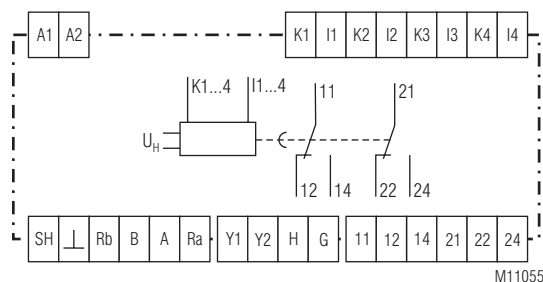 A1 A2 K1 I1 K2 I2 K3 I3 K4 I4
K1...4 I1...4 11 21
UH
12 14 22 24
SH Rb B A Ra Y1 Y2 H G 11 12 14 21 22 24
M11055